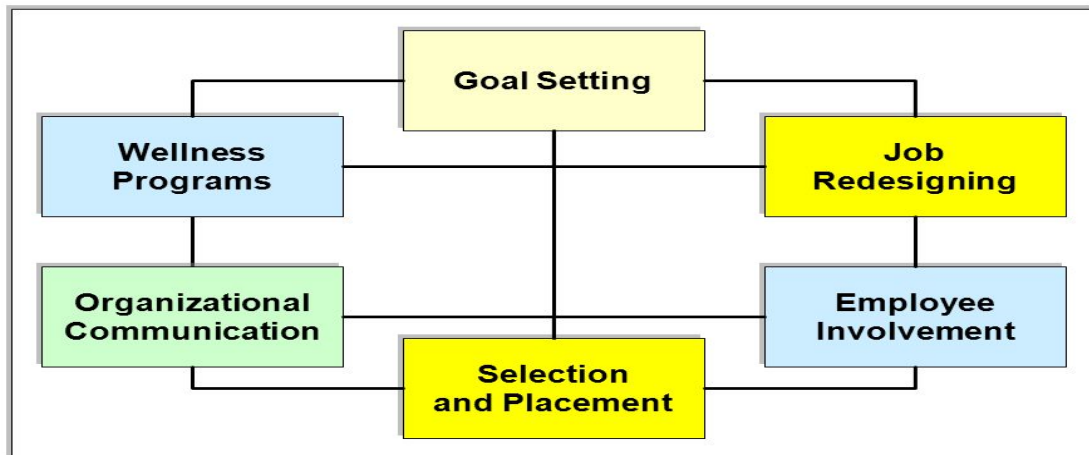 Goal Setting
Wellness
Programs
Job
Redesigning
Organizational
Communication
Employee
Involvement
Selection
and Placement